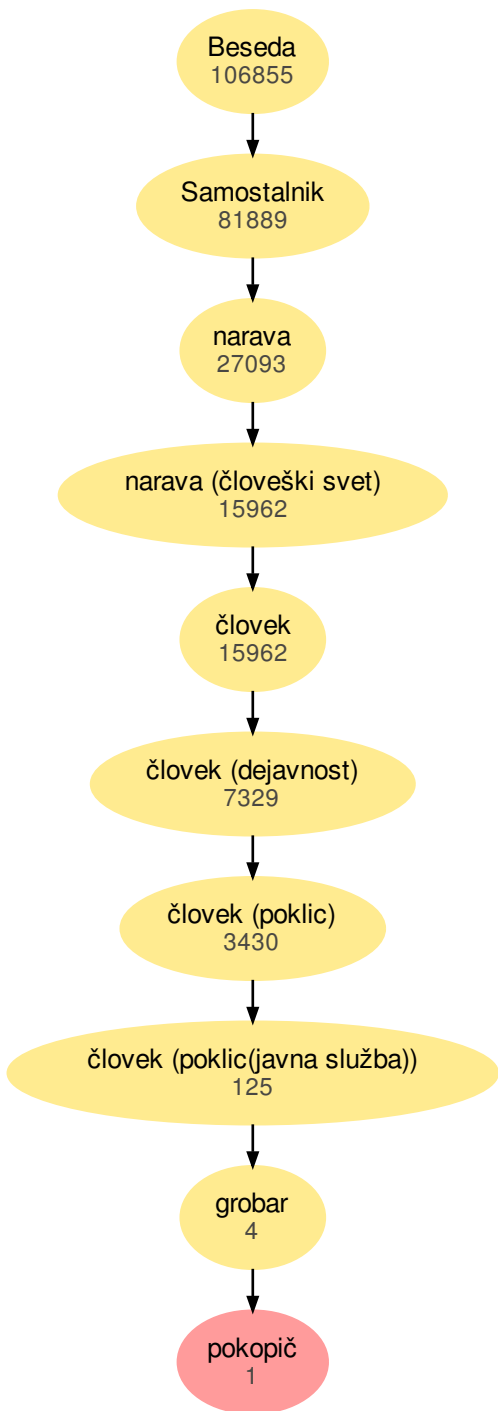 Beseda
106855
Samostalnik
81889
narava
27093
narava (človeški svet)
15962
človek
15962
človek (dejavnost)
7329
človek (poklic)
3430
človek (poklic(javna služba))
125
grobar
4
pokopič
1